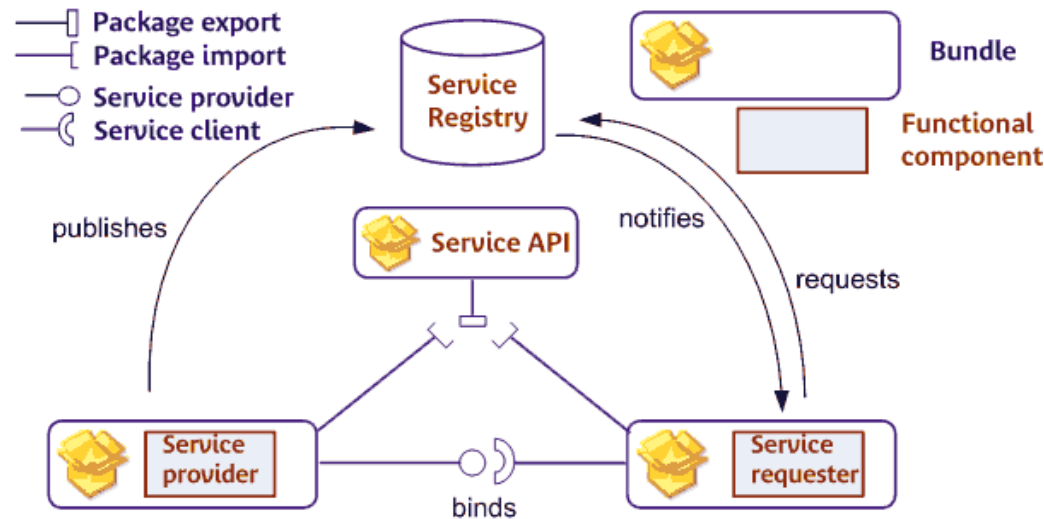 Package export
Package import
Service provider
Service client
Service
Registry
Bundle
Functional
component
publishes
notifies
Service API
requests
Service
provider
binds
Service
requester